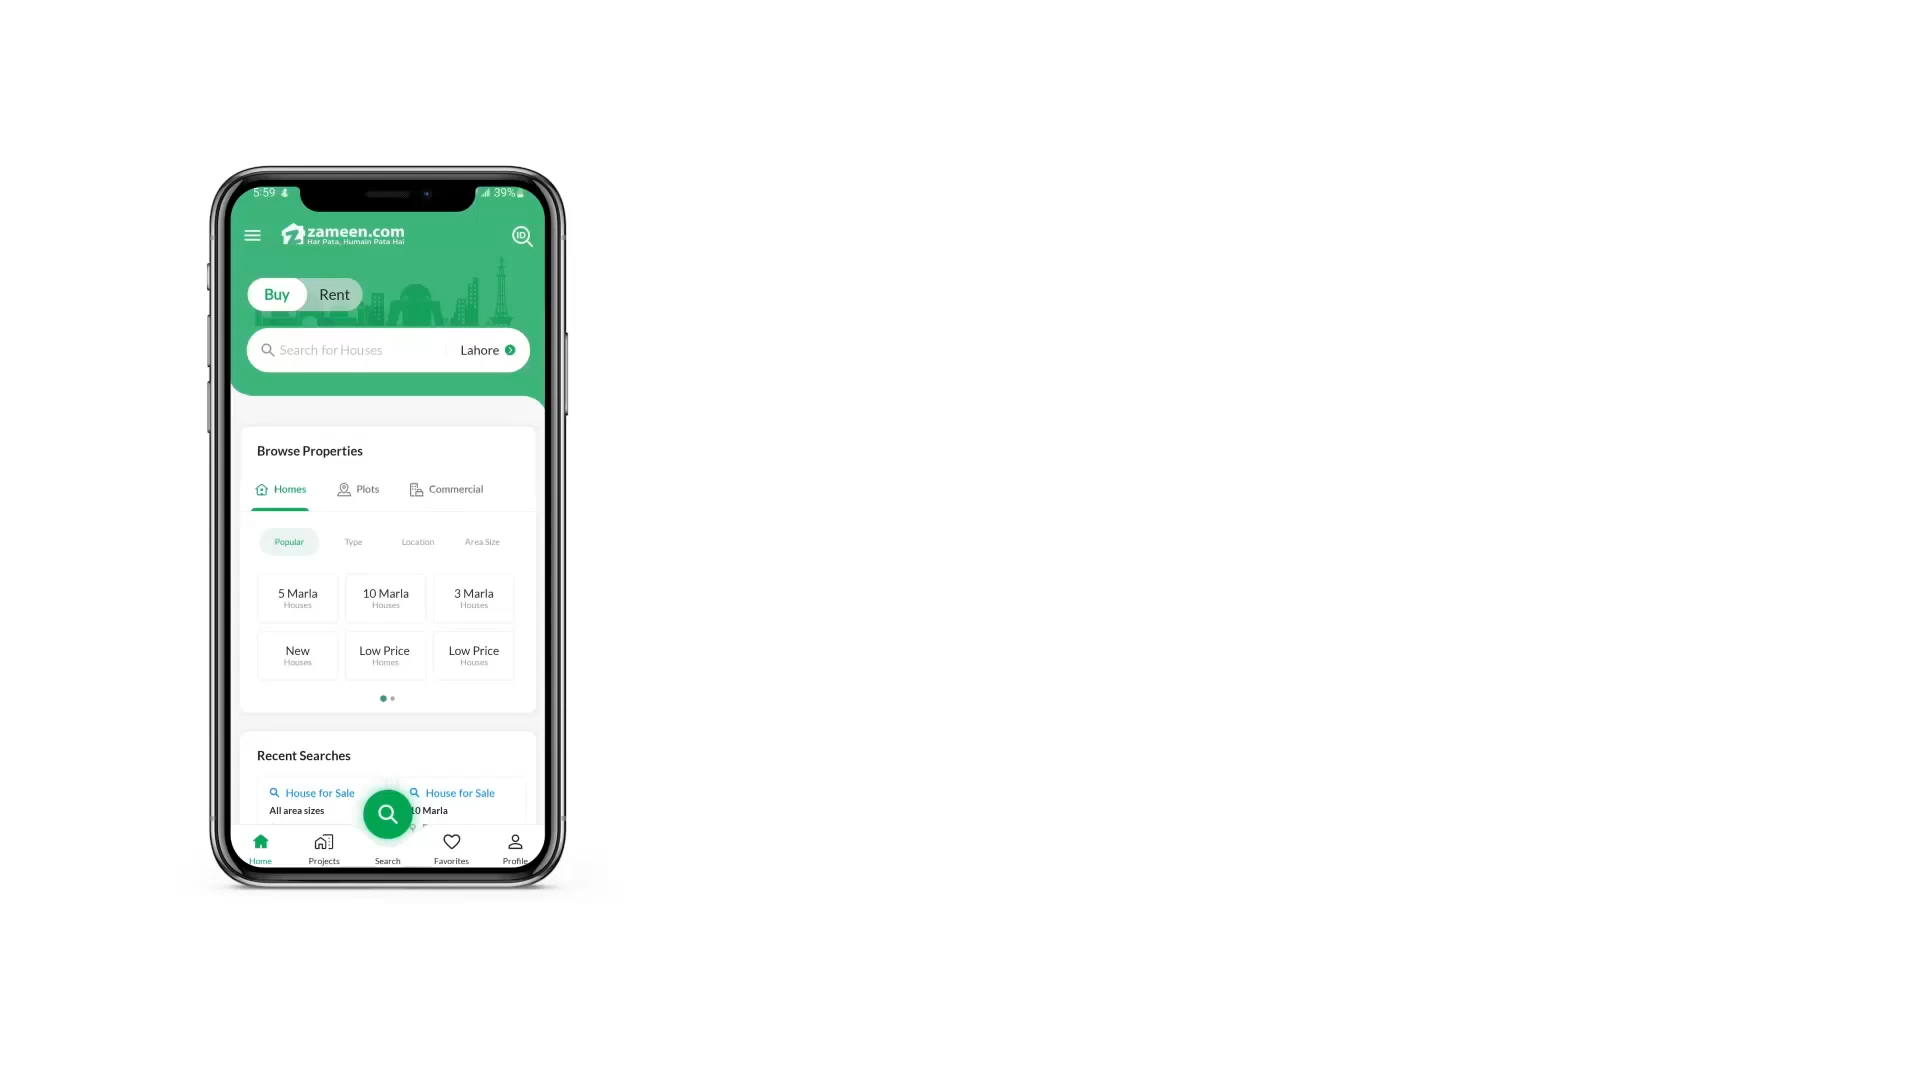 5:59
39%
zameen.com
Har Pata, Humain Pata Hai
ID
Buy Rent
Search for Houses Lahore
Browse Properties
Homes Plots Commercial
Popular Type Location Area Size
5 Marla 10 Marla 3 Marla
Houses Houses Houses
New Low Price Low Price
Houses Homes Houses
Recent Searches
House for Sale House for Sale
All area sizes 10 Marla
Home Projects Search Favorites Profile